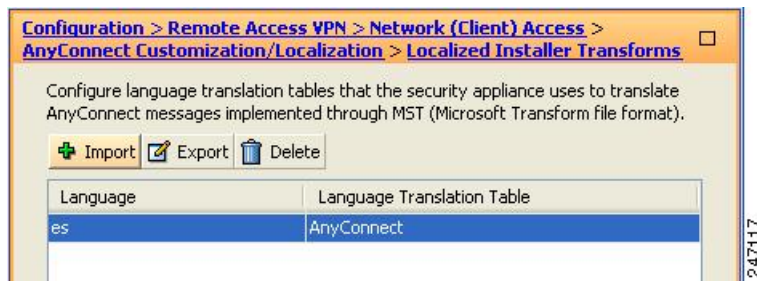 Configuration > Remote Access VPN > Network (Client) Access >
AnyConnect Customization/Localization > Localized Installer Transforms
Configure language translation tables that the security appliance uses to translate
AnyConnect messages implemented through MST (Microsoft Transform file format).
Import Export Delete
Language Language Translation Table
es AnyConnect
247117